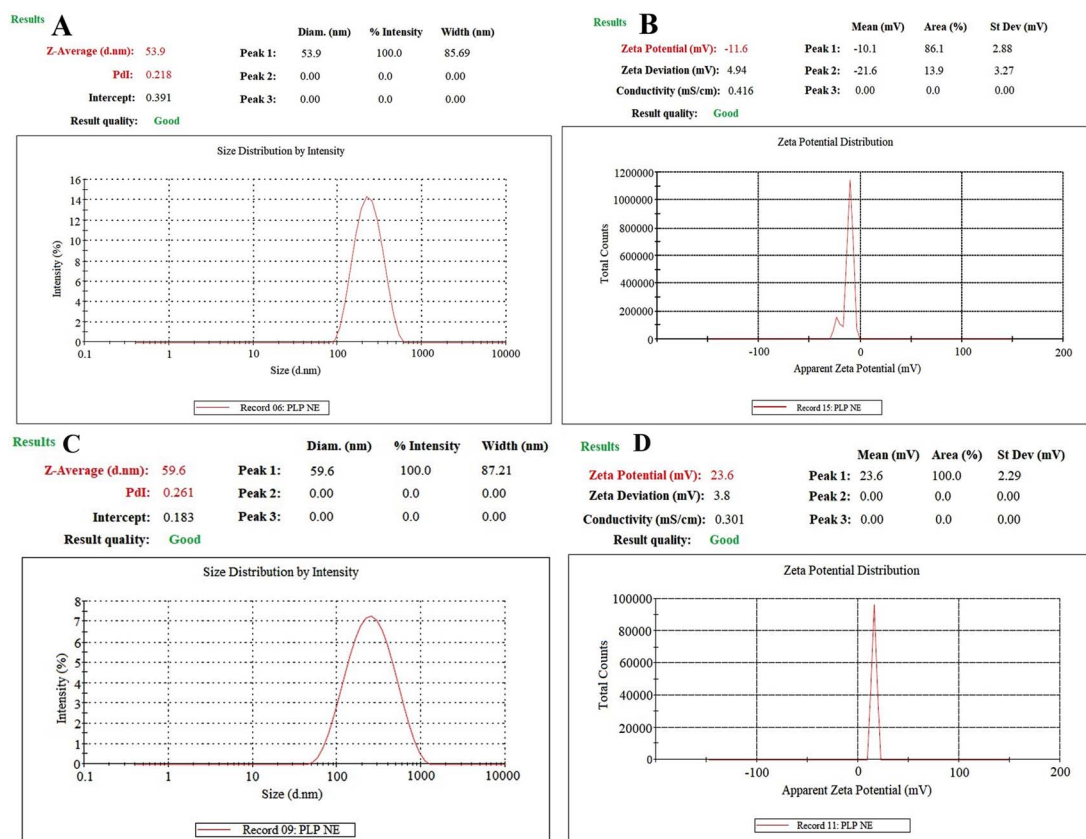 Results A
Diam. (nm) % Intensity Width (nm)
Z-Average (d.nm): 53.9 Peak 1: 53.9 100.0 85.69
PdI: 0.218 Peak 2: 0.00 0.0 0.00
Intercept: 0.391 Peak 3: 0.00 0.0 0.00
Result quality: Good
Size Distribution by Intensity
16
14
12
10
8
6
4
2
0
Intensity (%)
0.1 1 10 100 1000 10000
Size (d.nm)
Record 06: PLP NE
Results B
Mean (mV) Area (%) St Dev (mV)
Zeta Potential (mV): -11.6 Peak 1: -10.1 86.1 2.88
Zeta Deviation (mV): 4.94 Peak 2: -21.6 13.9 3.27
Conductivity (mS/cm): 0.416 Peak 3: 0.00 0.0 0.00
Result quality: Good
Zeta Potential Distribution
1200000
1000000
800000
600000
400000
200000
0
Total Counts
-100 0 100 200
Apparent Zeta Potential (mV)
Record 15: PLP NE
Results C
Diam. (nm) % Intensity Width (nm)
Z-Average (d.nm): 59.6 Peak 1: 59.6 100.0 87.21
PdI: 0.261 Peak 2: 0.00 0.0 0.00
Intercept: 0.183 Peak 3: 0.00 0.0 0.00
Result quality: Good
Size Distribution by Intensity
8
7
6
5
4
3
2
1
0
Intensity (%)
0.1 1 10 100 1000 10000
Size (d.nm)
Record 09: PLP NE
Results D
Mean (mV) Area (%) St Dev (mV)
Zeta Potential (mV): 23.6 Peak 1: 23.6 100.0 2.29
Zeta Deviation (mV): 3.8 Peak 2: 0.00 0.0 0.00
Conductivity (mS/cm): 0.301 Peak 3: 0.00 0.0 0.00
Result quality: Good
Zeta Potential Distribution
100000
80000
60000
40000
20000
0
Total Counts
-100 0 100 200
Apparent Zeta Potential (mV)
Record 11: PLP NE